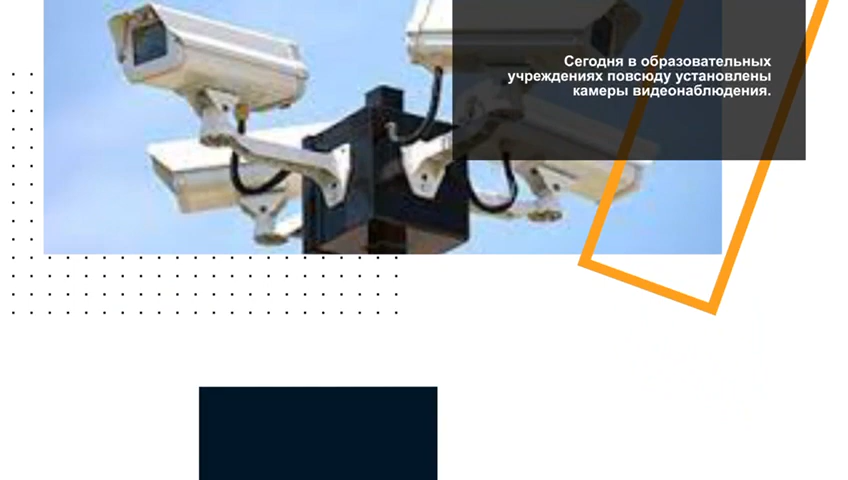 Сегодня в образовательных
учреждениях повсюду установлены
камеры видеонаблюдения.